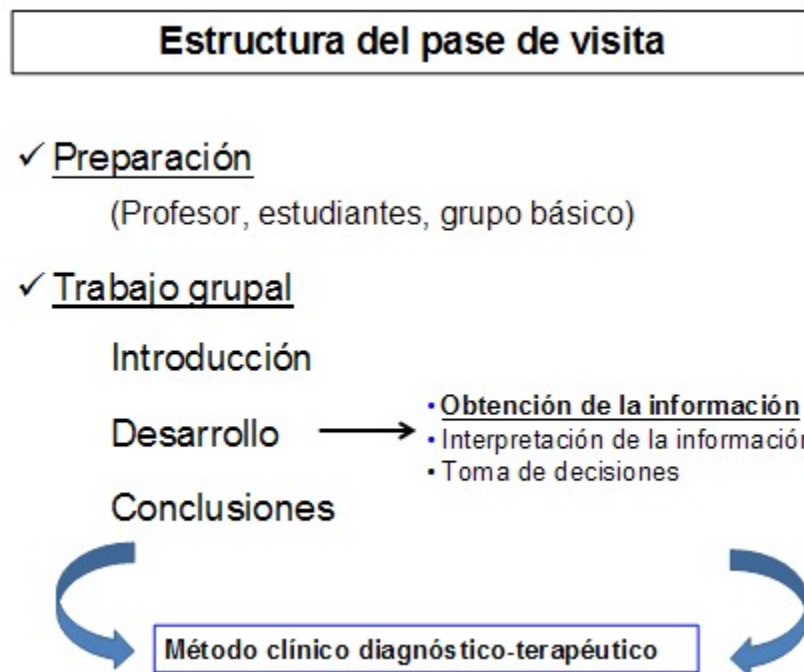 Estructura del pase de visita
✓ Preparación
(Profesor, estudiantes, grupo básico)
✓ Trabajo grupal
Introducción
Desarrollo
• Obtención de la información
• Interpretación de la información
• Toma de decisiones
Conclusiones
Método clínico diagnóstico-terapéutico